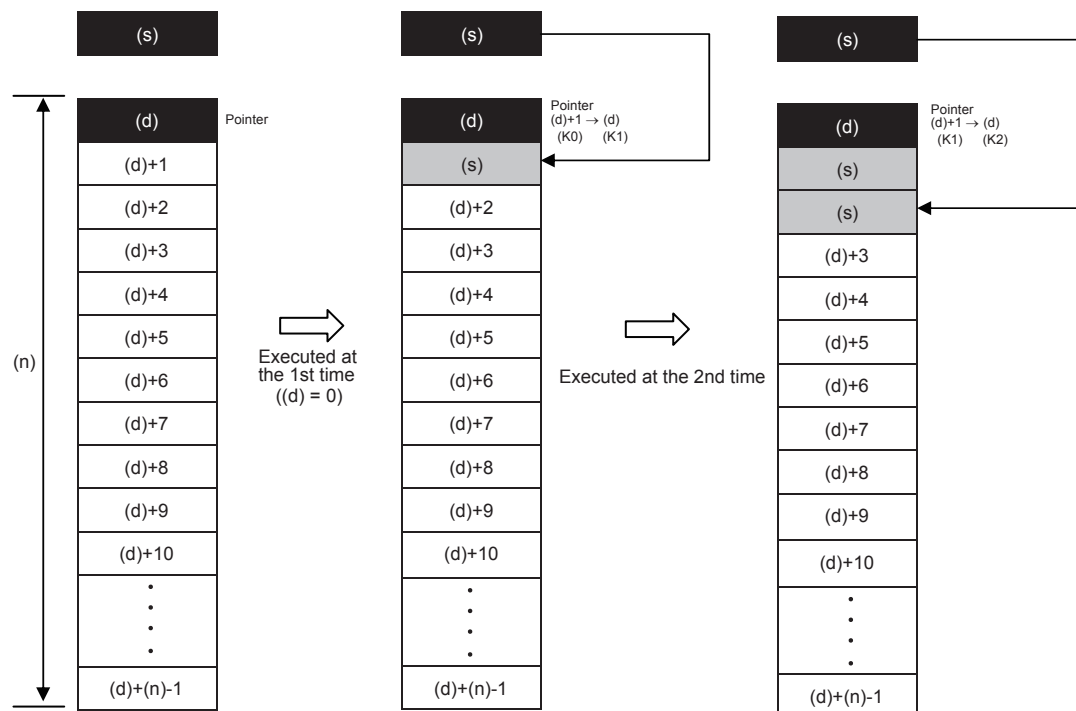 (s)
(d)
Pointer
(d)+1
(d)+2
(d)+3
(d)+4
(d)+5
(d)+6
(d)+7
(d)+8
(d)+9
(d)+10
(d)+(n)-1
(n)
Executed at
the 1st time
((d) = 0)
(s)
(d)
Pointer
(d)+1 → (d)
(K0) (K1)
(s)
(d)+2
(d)+3
(d)+4
(d)+5
(d)+6
(d)+7
(d)+8
(d)+9
(d)+10
(d)+(n)-1
Executed at the 2nd time
(s)
(d)
Pointer
(d)+1 → (d)
(K1) (K2)
(s)
(s)
(d)+3
(d)+4
(d)+5
(d)+6
(d)+7
(d)+8
(d)+9
(d)+10
(d)+(n)-1